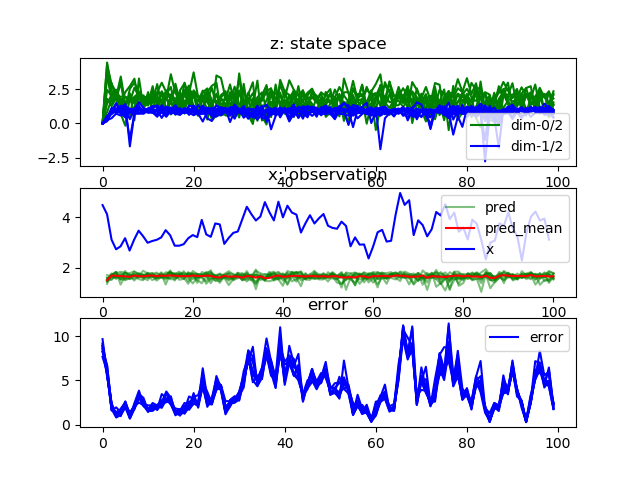 z: state space
2.5
0.0
−2.5
dim-0/2
dim-1/2
0 20 40 60 80 100
x: observation
4
2
pred
pred_mean
x
0 20 40 60 80 100
error
10
5
0
error
0 20 40 60 80 100